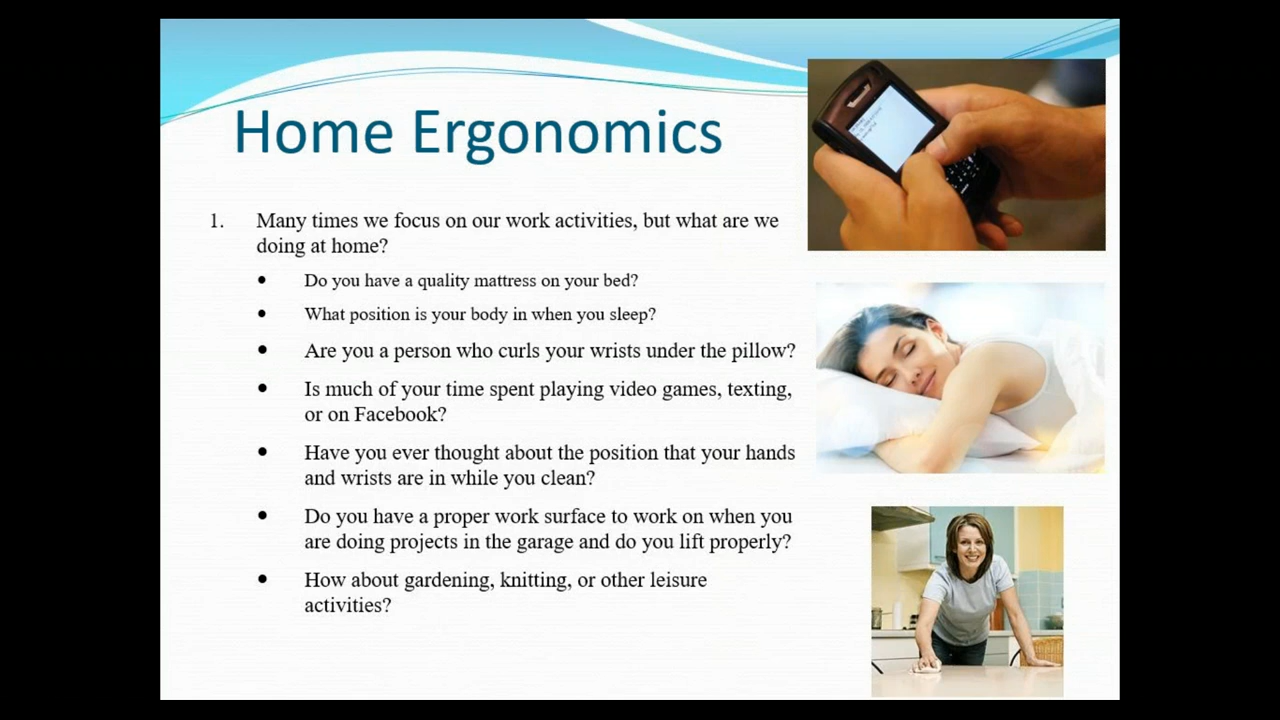 Home Ergonomics
1. Many times we focus on our work activities, but what are we
doing at home?
• Do you have a quality mattress on your bed?
• What position is your body in when you sleep?
• Are you a person who curls your wrists under the pillow?
• Is much of your time spent playing video games, texting,
or on Facebook?
• Have you ever thought about the position that your hands
and wrists are in while you clean?
• Do you have a proper work surface to work on when you
are doing projects in the garage and do you lift properly?
• How about gardening, knitting, or other leisure
activities?